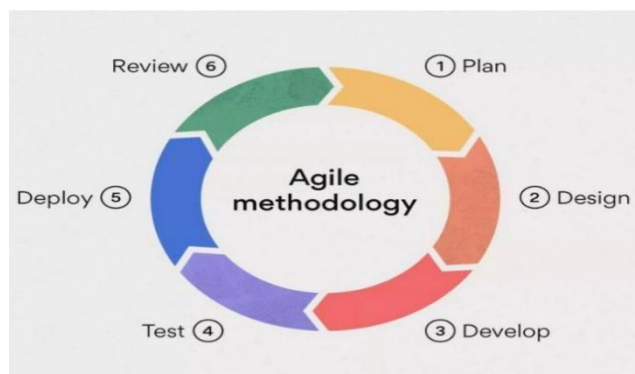 Agile
methodology
① Plan
② Design
③ Develop
Test ④
Deploy ⑤
Review ⑥